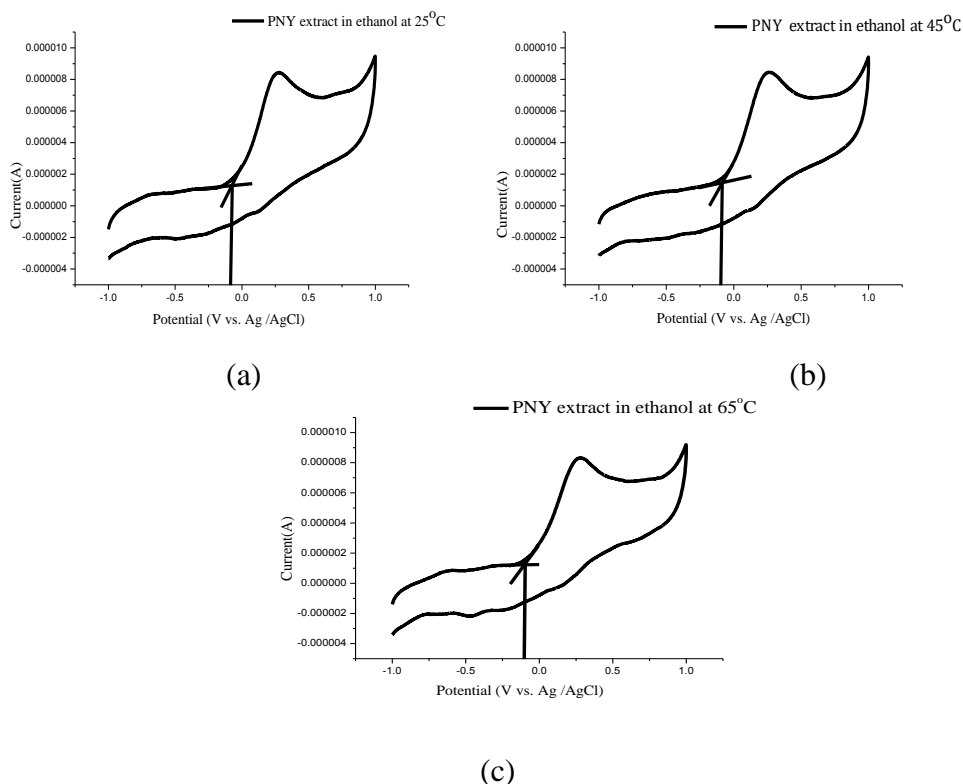 PNY extract in ethanol at 25°C
0.000010
0.000008
0.000006
0.000004
0.000002
0.000000
-0.000002
-0.000004
Current(A)
-1.0 -0.5 0.0 0.5 1.0
Potential (V vs. Ag /AgCl)
(a)
PNY extract in ethanol at 45°C
0.000010
0.000008
0.000006
0.000004
0.000002
0.000000
-0.000002
-0.000004
Current(A)
-1.0 -0.5 0.0 0.5 1.0
Potential (V vs. Ag /AgCl)
(b)
PNY extract in ethanol at 65°C
0.000010
0.000008
0.000006
0.000004
0.000002
0.000000
-0.000002
-0.000004
Current(A)
-1.0 -0.5 0.0 0.5 1.0
Potential (V vs. Ag /AgCl)
(c)